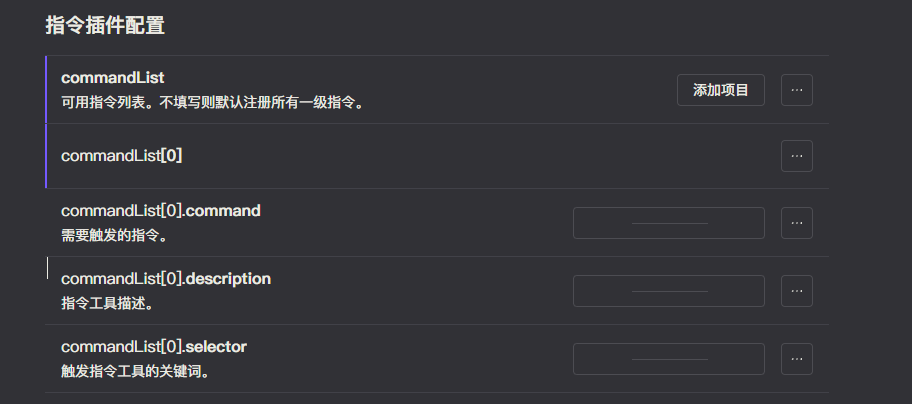 指令插件配置
commandList
可用指令列表。不填写则默认注册所有一级指令。
添加项目
commandList[0]
commandList[0].command
需要触发的指令。
commandList[0].description
指令工具描述。
commandList[0].selector
触发指令工具的关键词。